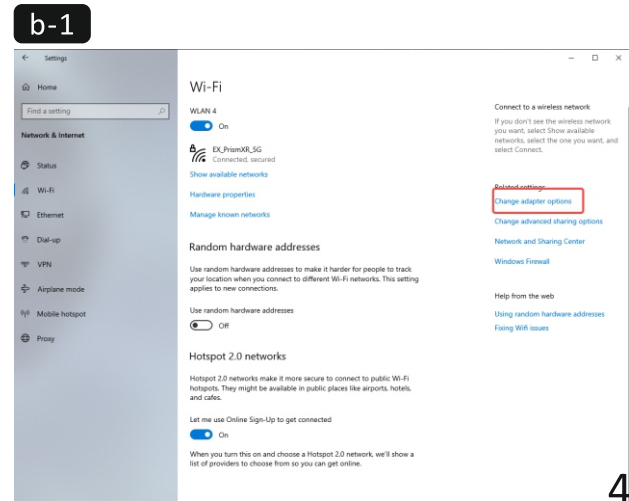 b-1
Settings
Home
Find a setting
Network & Internet
Status
Wi-Fi
Ethernet
Dial-up
VPN
Airplane mode
Mobile hotspot
Proxy
Wi-Fi
WLAN 4
On
EX_PrismXR_5G
Connected, secured
Show available networks
Hardware properties
Manage known networks
Random hardware addresses
Use random hardware addresses to make it harder for people to track
your location when you connect to different Wi-Fi networks. This setting
applies to new connections.
Use random hardware addresses
Off
Hotspot 2.0 networks
Hotspot 2.0 networks make it more secure to connect to public Wi-Fi
hotspots. They might be available in public places like airports, hotels,
and cafes.
Let me use Online Sign-Up to get connected
On
When you turn this on and choose a Hotspot 2.0 network, we'll show a
list of providers to choose from so you can get online.
Connect to a wireless network
If you don't see the wireless network
you want, select Show available
networks, select the one you want, and
select Connect.
Related settings
Change adapter options
Change advanced sharing options
Network and Sharing Center
Windows Firewall
Help from the web
Using random hardware addresses
Fixing Wifi issues
4